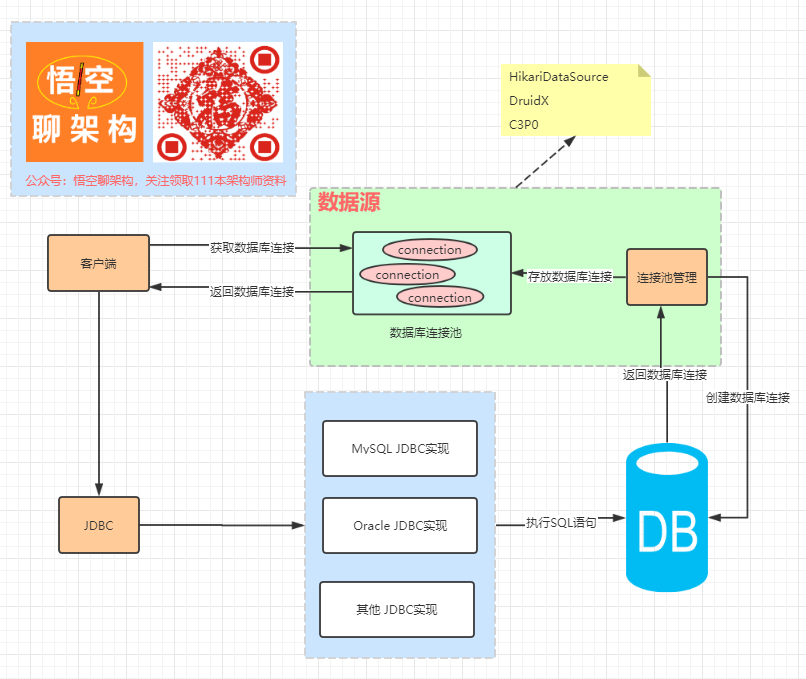 悟空
聊架构
福
公众号：悟空聊架构，关注领取111本架构师资料
HikariDataSource
DruidX
C3P0
数据源
客户端
获取数据库连接
返回数据库连接
connection
connection
connection
数据库连接池
存放数据库连接
连接池管理
返回数据库连接
创建数据库连接
MySQL JDBC实现
JDBC
Oracle JDBC实现
执行SQL语句
DB
其他 JDBC实现